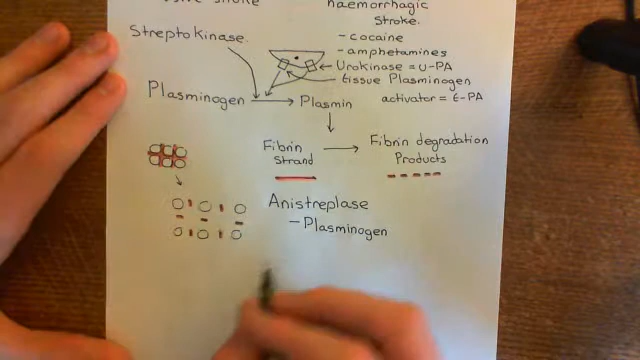 stroke
haemorrhagic
Stroke.
Streptokinase.
- cocaine
- amphetamines
Urokinase = u-PA
tissue Plasminogen
activator = t-PA
Plasminogen
Plasmin
Fibrin
Strand
Fibrin degradation
Products
Anistreplase
- Plasminogen